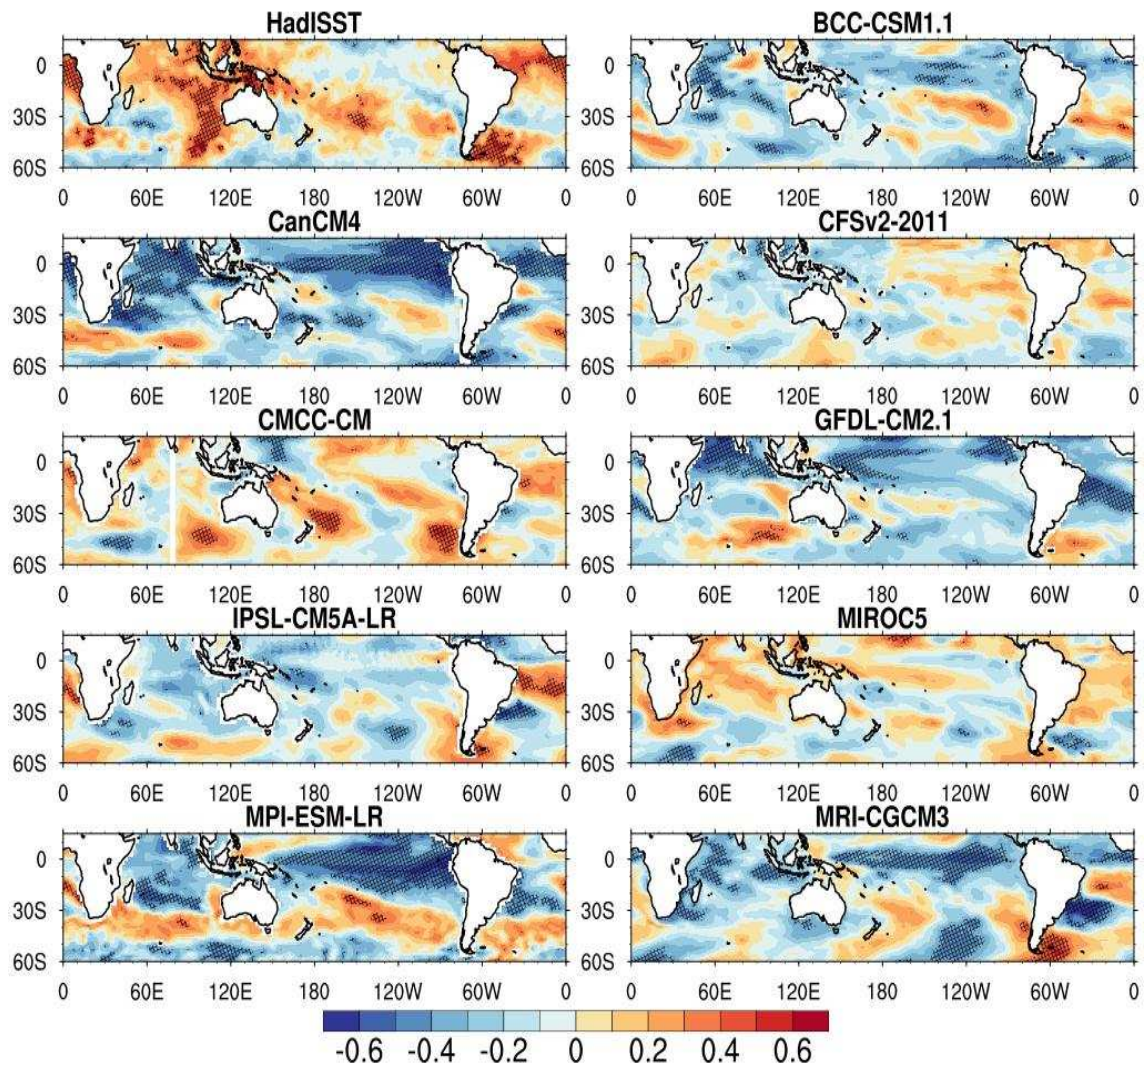 HadISST BCC-CSM1.1
0 0
30S 30S
60S 60S
0 60E 120E 180 120W 60W 0 0 60E 120E 180 120W 60W 0
CanCM4 CFSv2-2011
0 0
30S 30S
60S 60S
0 60E 120E 180 120W 60W 0 0 60E 120E 180 120W 60W 0
CMCC-CM GFDL-CM2.1
0 0
30S 30S
60S 60S
0 60E 120E 180 120W 60W 0 0 60E 120E 180 120W 60W 0
IPSL-CM5A-LR MIROC5
0 0
30S 30S
60S 60S
0 60E 120E 180 120W 60W 0 0 60E 120E 180 120W 60W 0
MPI-ESM-LR MRI-CGCM3
0 0
30S 30S
60S 60S
0 60E 120E 180 120W 60W 0 0 60E 120E 180 120W 60W 0
-0.6 -0.4 -0.2 0 0.2 0.4 0.6